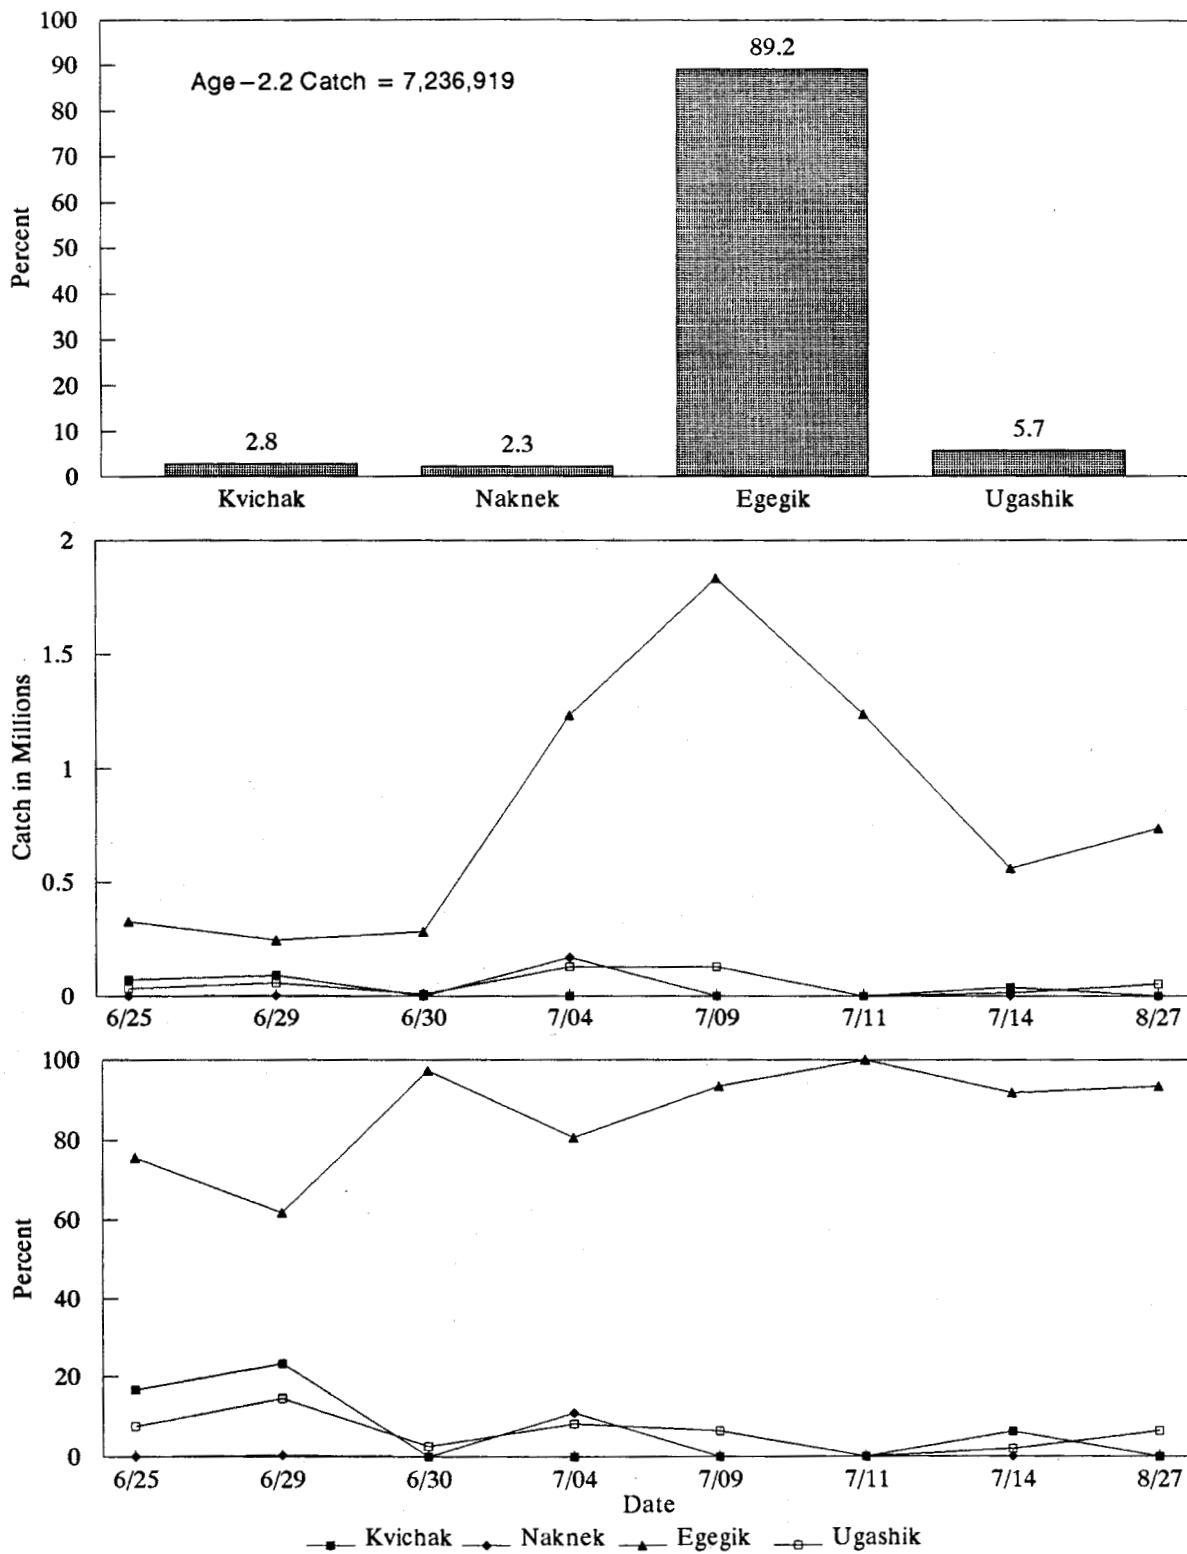 100
90
80
70
60
50
40
30
20
10
0
Percent
Age-2.2 Catch = 7,236,919
2.8
2.3
89.2
5.7
Kvichak Naknek Egegik Ugashik
2
1.5
1
0.5
0
Catch in Millions
6/25 6/29 6/30 7/04 7/09 7/11 7/14 8/27
100
80
60
40
20
0
Percent
6/25 6/29 6/30 7/04 7/09 7/11 7/14 8/27
Date
Kvichak Naknek Egegik Ugashik